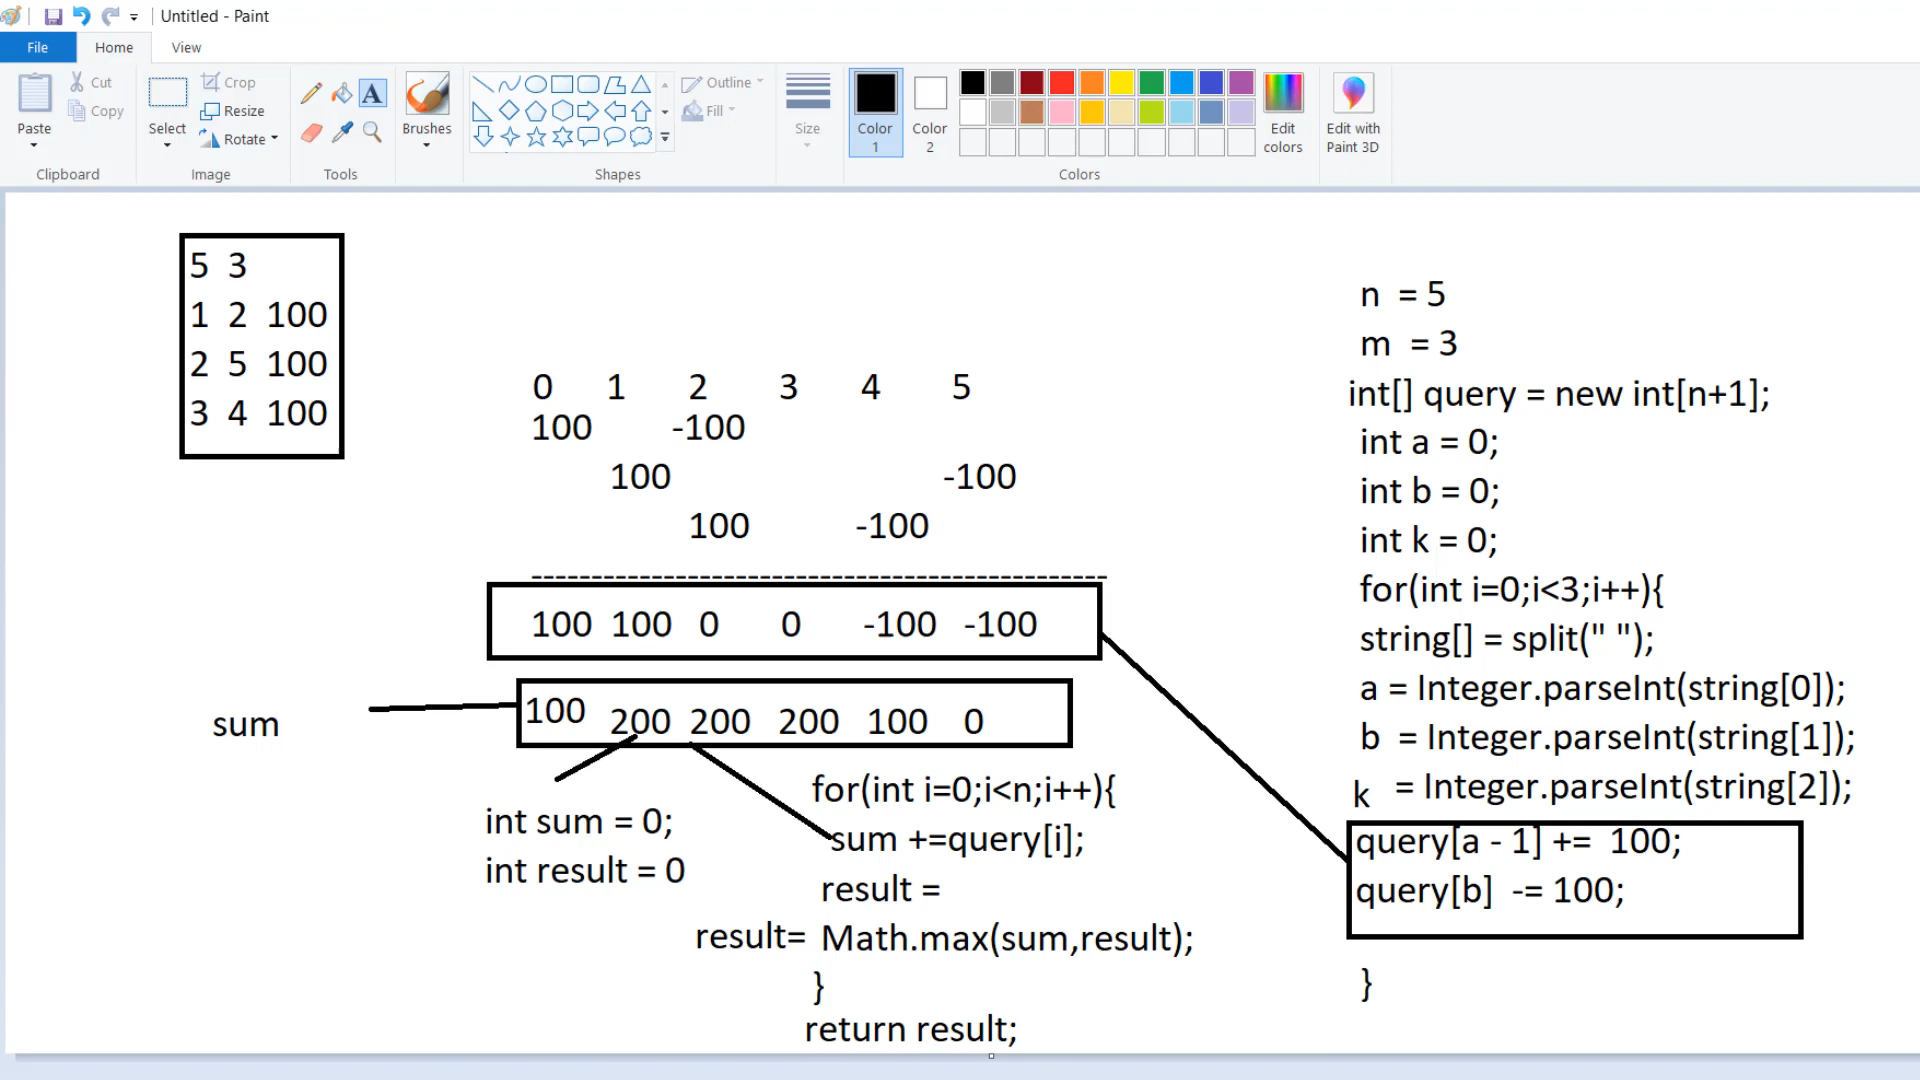 Untitled - Paint
File Home View
Paste
Cut
Copy
Clipboard
Select
Crop
Resize
Rotate
Image
A
Tools
Brushes
Outline
Fill
Shapes
Size
Color 1
Color 2
Edit colors
Colors
Edit with Paint 3D
5 3
1 2 100
2 5 100
3 4 100
0 1 2 3 4 5
100 -100
100 -100
100 -100
------------------------------------------------
100 100 0 0 -100 -100
sum
100 200 200 200 100 0
int sum = 0;
int result = 0
for(int i=0;i<n;i++){
sum +=query[i];
result =
result= Math.max(sum,result);
}
return result;
n = 5
m = 3
int[] query = new int[n+1];
int a = 0;
int b = 0;
int k = 0;
for(int i=0;i<3;i++){
string[] = split(" ");
a = Integer.parseInt(string[0]);
b = Integer.parseInt(string[1]);
k = Integer.parseInt(string[2]);
query[a - 1] += 100;
query[b] -= 100;
}